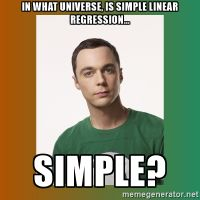 IN WHAT UNIVERSE, IS SIMPLE LINEAR
REGRESSION...
SIMPLE?
memegenerator.net